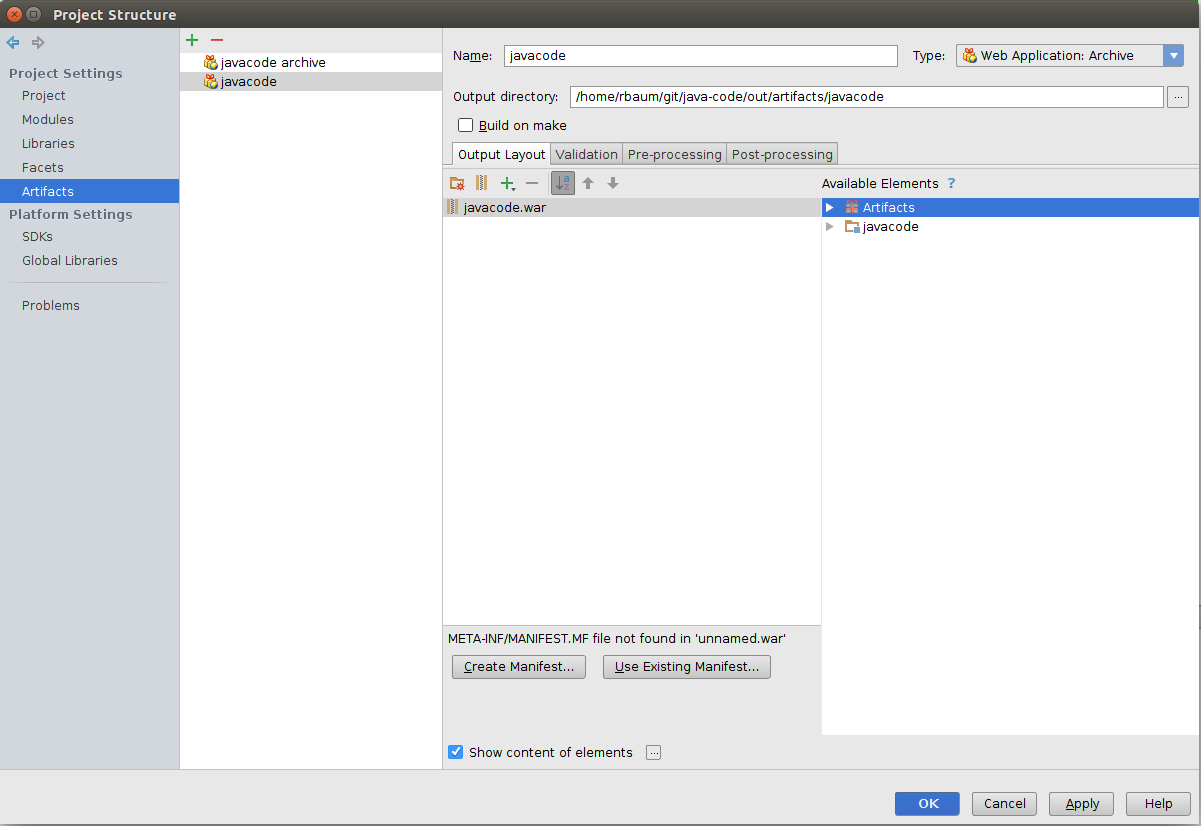 Project Structure
Project Settings
Project
Modules
Libraries
Facets
Artifacts
Platform Settings
SDKs
Global Libraries
Problems
javacode archive
javacode
Name: javacode Type: Web Application: Archive
Output directory: /home/rbaum/git/java-code/out/artifacts/javacode ...
Build on make
Output Layout Validation Pre-processing Post-processing
a z Available Elements ?
javacode.war
Artifacts
javacode
META-INF/MANIFEST.MF file not found in 'unnamed.war'
Create Manifest... Use Existing Manifest...
Show content of elements ...
OK Cancel Apply Help